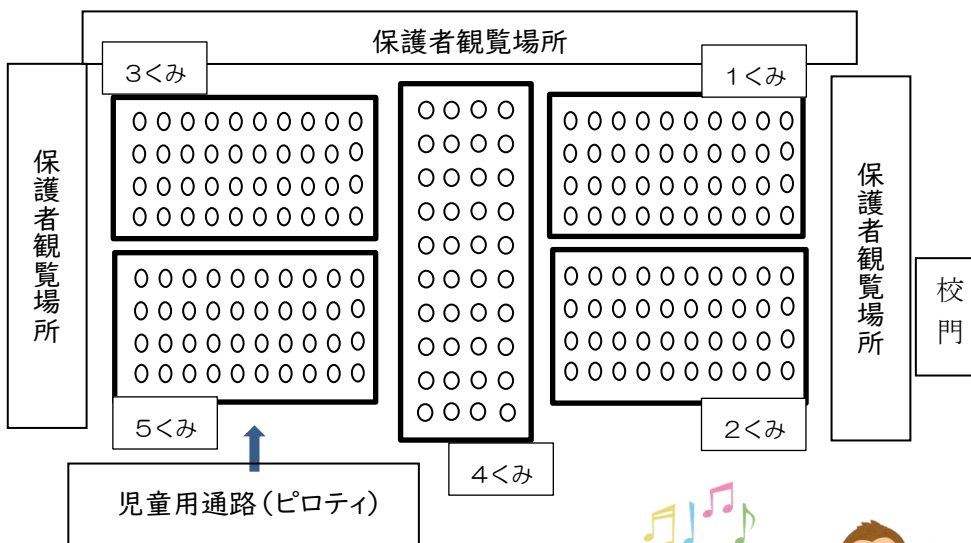 保護者観覧場所
3くみ
1くみ
保護者観覧場所
保護者観覧場所
校門
5くみ
2くみ
4くみ
児童用通路(ピロティ)